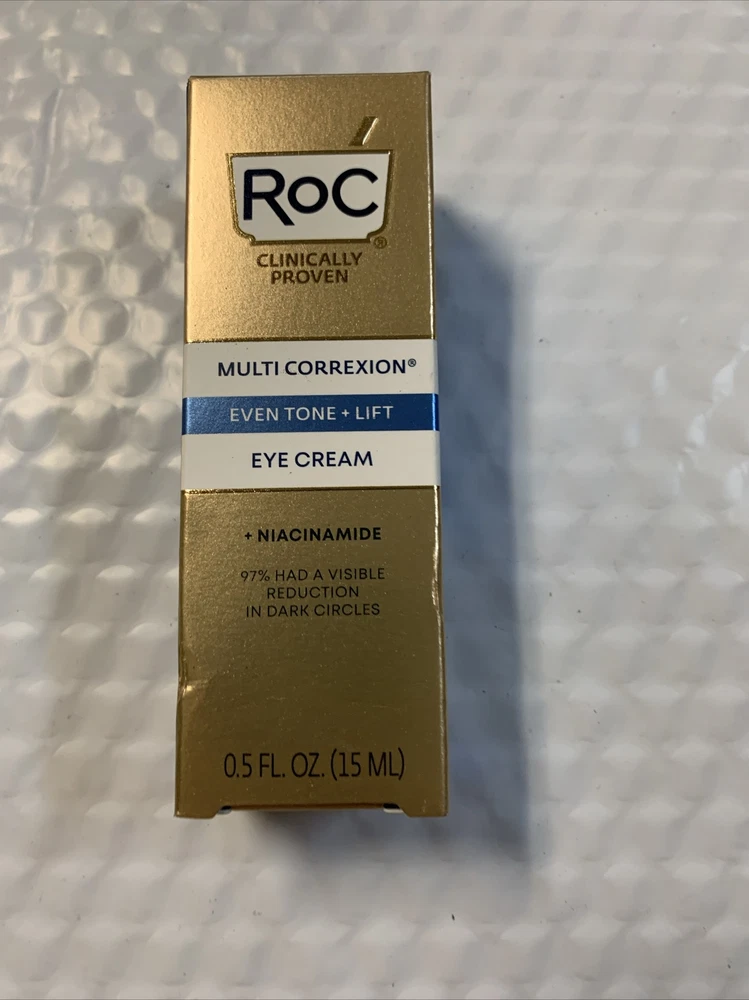 RoC®
CLINICALLY
PROVEN
MULTI CORREXION®
EVEN TONE + LIFT
EYE CREAM
+ NIACINAMIDE
97% HAD A VISIBLE
REDUCTION
IN DARK CIRCLES
0.5 FL. OZ. (15 ML)